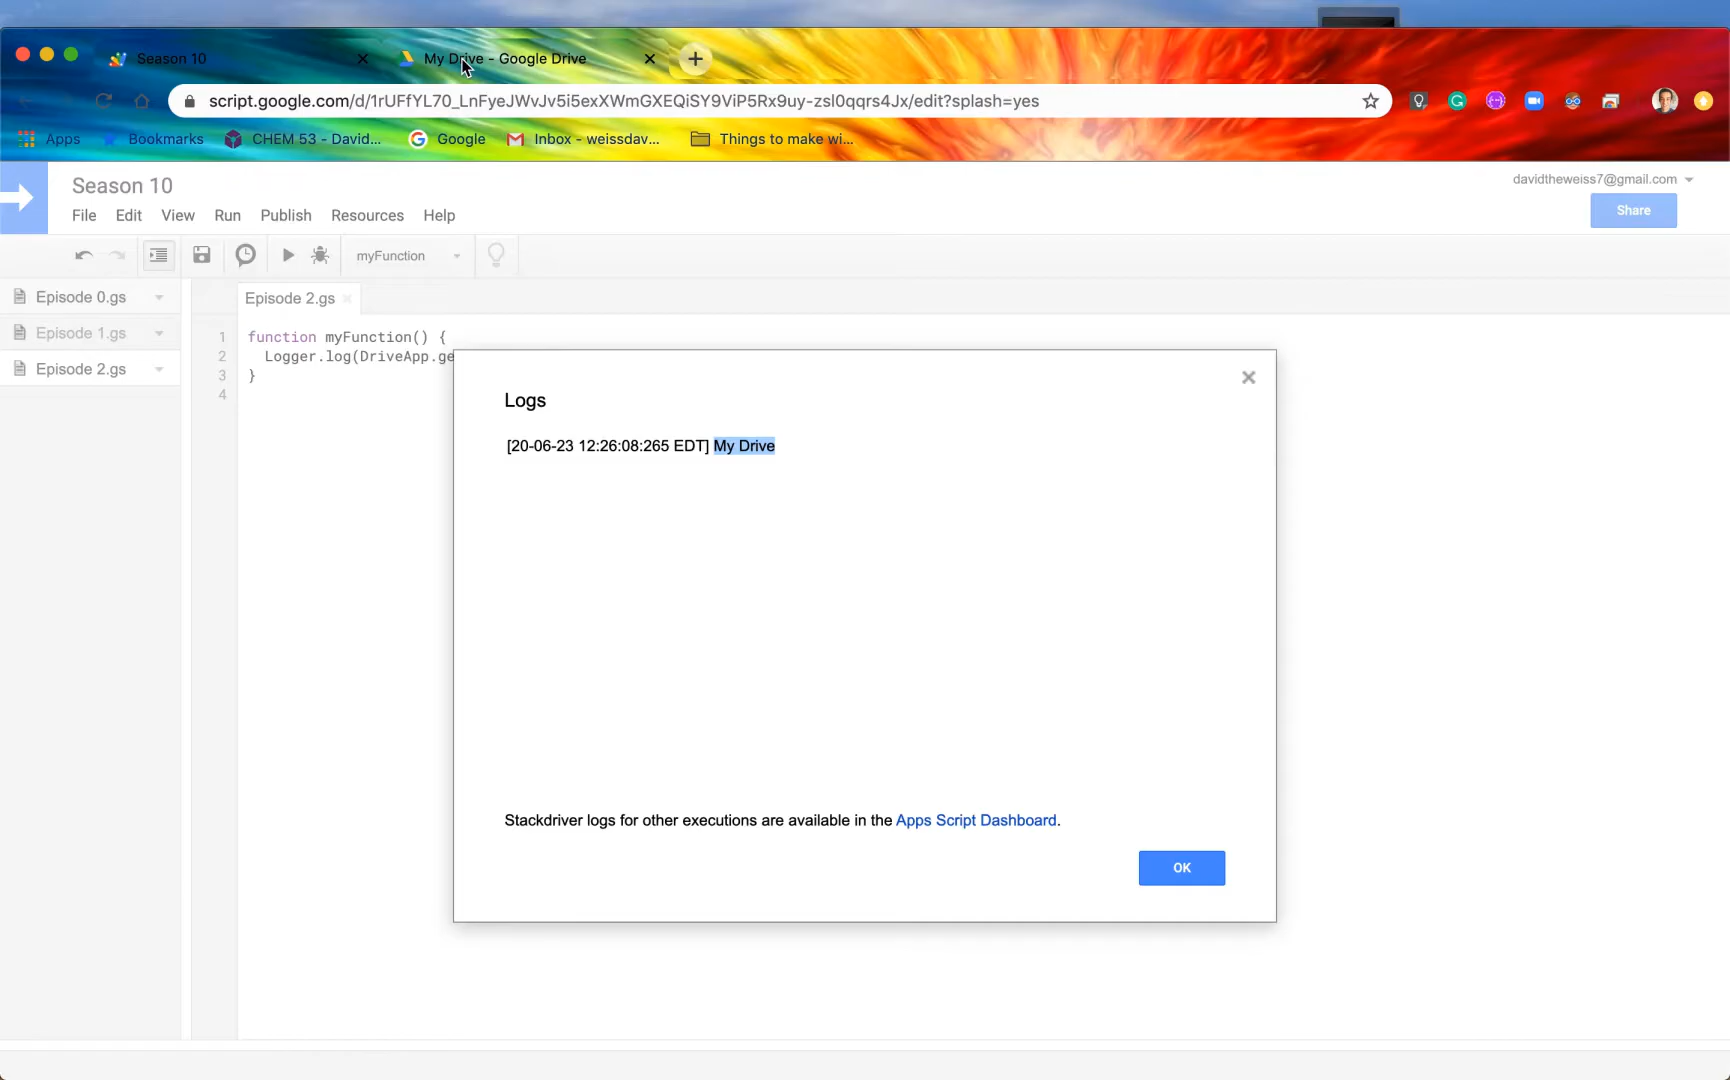 Season 10
My Drive - Google Drive
script.google.com/d/1rUFfYL70_LnFyeJWvJv5i5exXWmGXEQiSY9ViP5Rx9uy-zsl0qqrs4Jx/edit?splash=yes
Apps
Bookmarks
CHEM 53 - David...
Google
Inbox - weissdav...
Things to make wi...
Season 10
davidtheweiss7@gmail.com
File Edit View Run Publish Resources Help
Share
myFunction
Episode 0.gs
Episode 1.gs
Episode 2.gs
Episode 2.gs
1 function myFunction() {
2 Logger.log(DriveApp.ge
3 }
4
Logs
[20-06-23 12:26:08:265 EDT] My Drive
Stackdriver logs for other executions are available in the Apps Script Dashboard.
OK